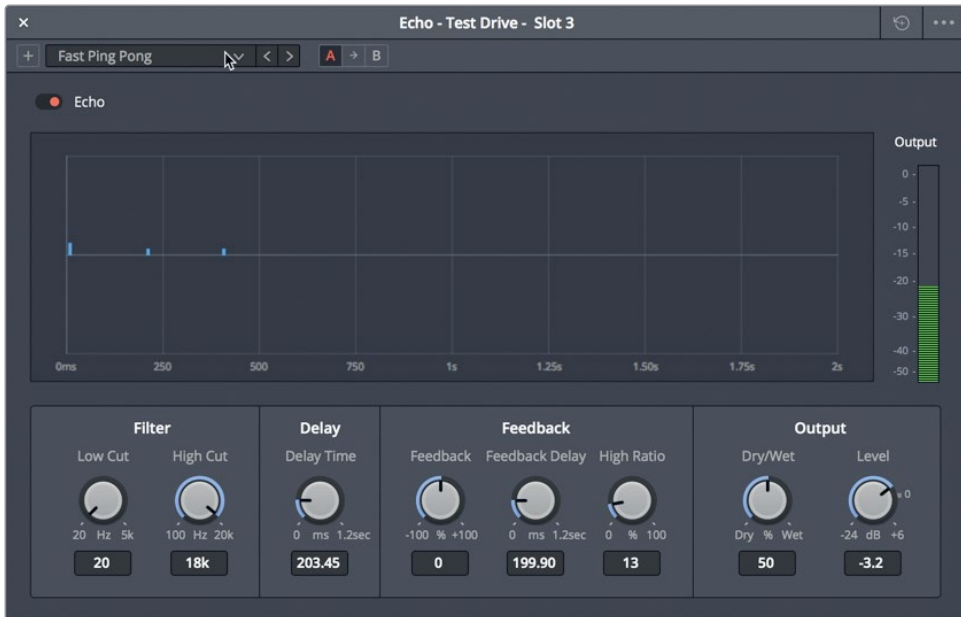 Echo - Test Drive - Slot 3
Fast Ping Pong
A B
Echo
Output
0 -
-5 -
-10 -
-15 -
-20 -
-30 -
-40 -
-50 -
0ms 250 500 750 1s 1.25s 1.50s 1.75s 2s
Filter Delay Feedback Output
Low Cut High Cut Delay Time Feedback Feedback Delay High Ratio Dry/Wet Level
0
20 Hz 5k 100 Hz 20k 0 ms 1.2sec -100 % +100 0 ms 1.2sec 0 % 100 Dry % Wet -24 dB +6
20 18k 203.45 0 199.90 13 50 -3.2